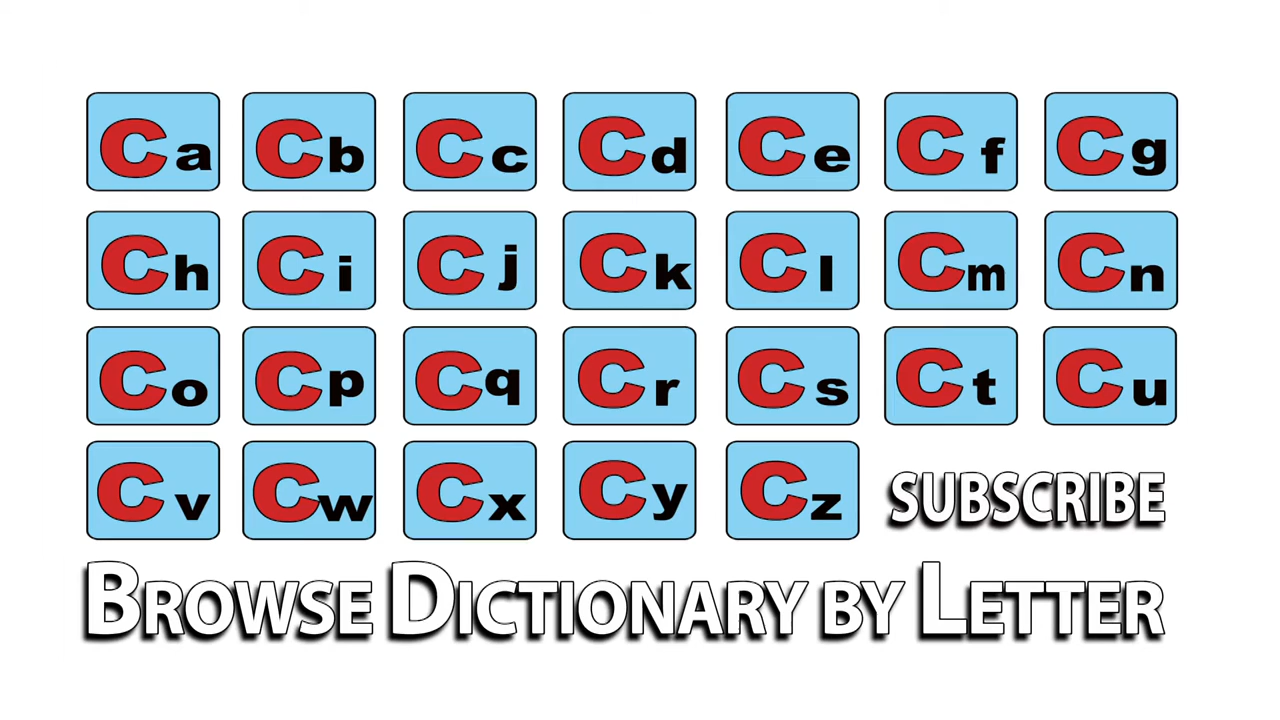 Ca Cb Cc Cd Ce Cf Cg
Ch Ci Cj Ck Cl Cm Cn
Co Cp Cq Cr Cs Ct Cu
Cv Cw Cx Cy Cz SUBSCRIBE
BROWSE DICTIONARY BY LETTER